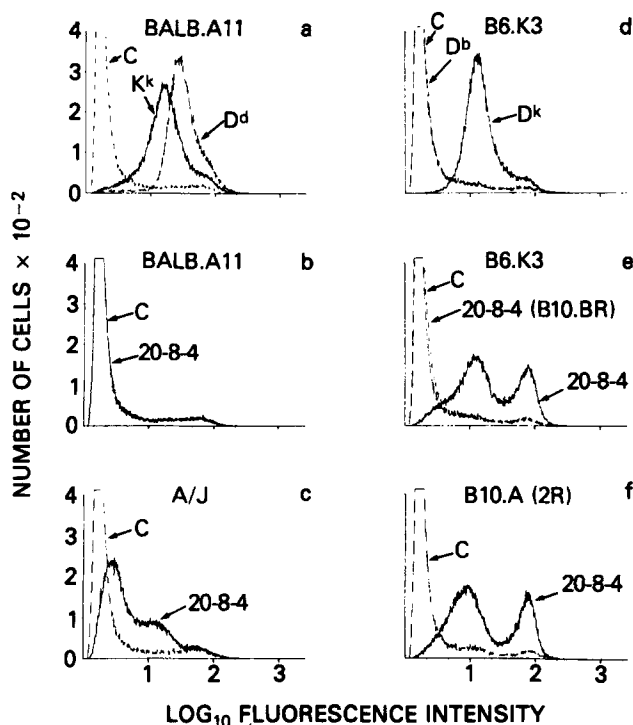 BALB.A11 a
4
3
2
1
0
C
Kᵏ
Dᵈ
B6.K3 d
C
Dᵇ
Dᵏ
BALB.A11 b
4
3
2
1
0
C
20-8-4
B6.K3 e
C
20-8-4 (B10.BR)
20-8-4
A/J c
4
3
2
1
0
C
20-8-4
1 2 3
B10.A (2R) f
C
20-8-4
0 1 2 3
NUMBER OF CELLS × 10⁻²
LOG₁₀ FLUORESCENCE INTENSITY